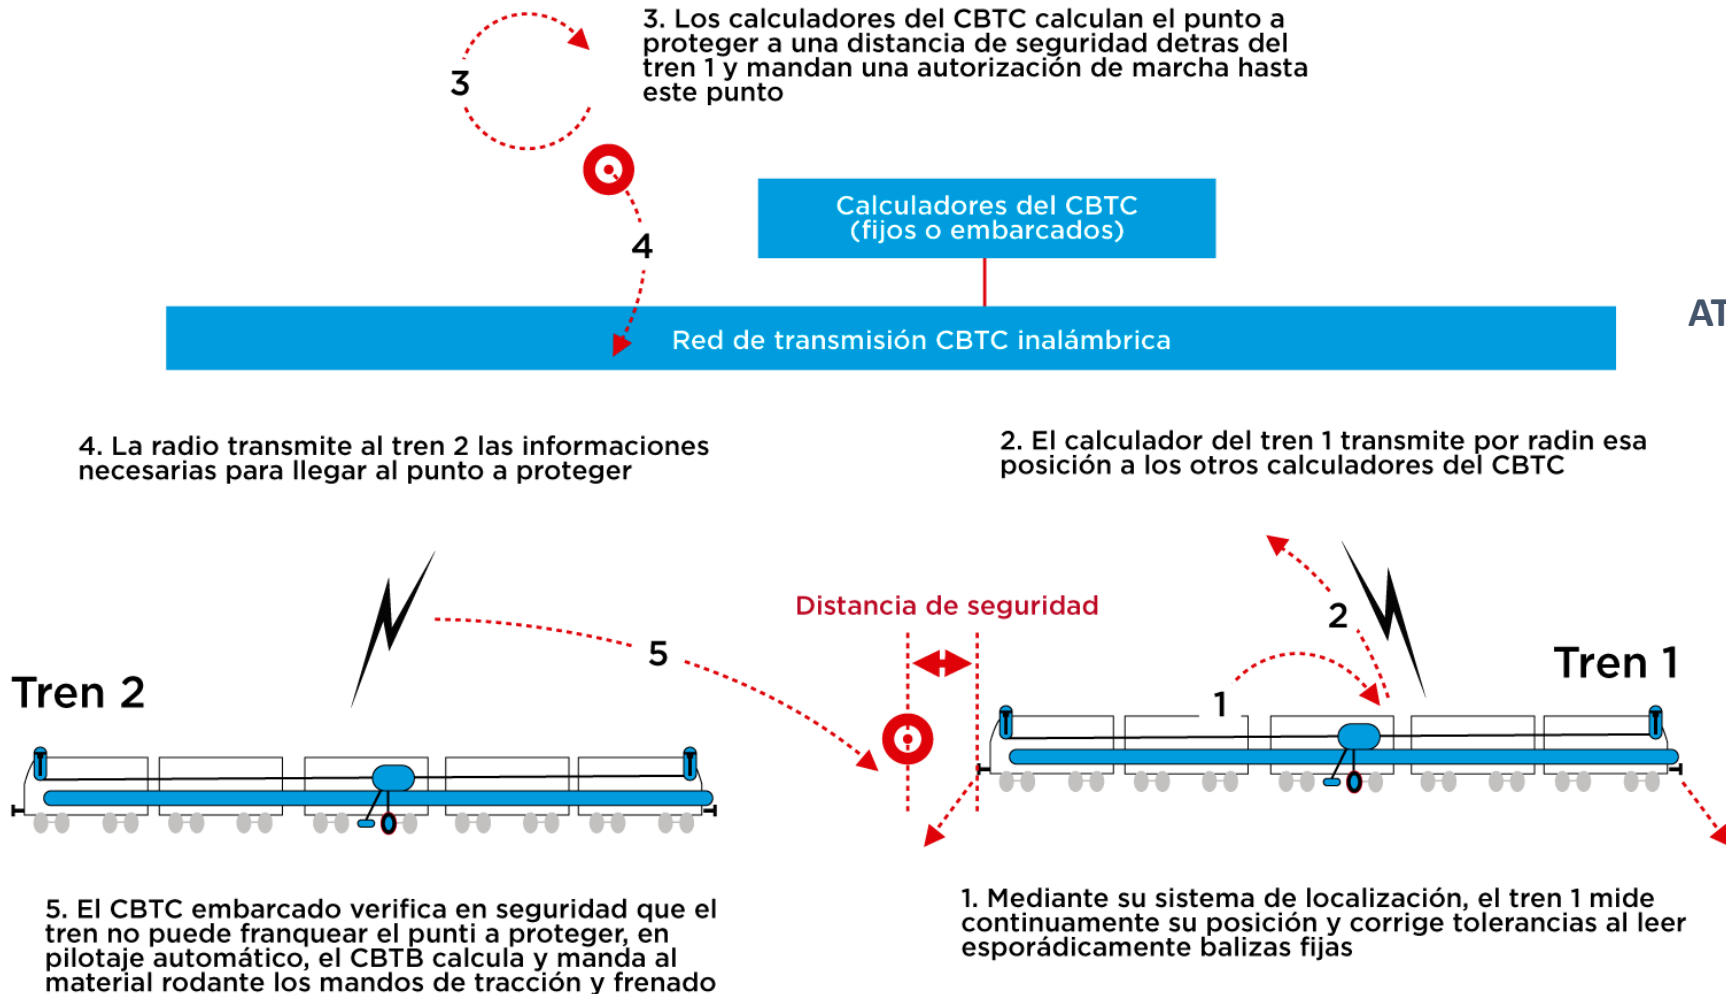 3. Los calculadores del CBTC calculan el punto a
proteger a una distancia de seguridad detras del
tren 1 y mandan una autorización de marcha hasta
este punto
3
4
Calculadores del CBTC
(fijos o embarcados)
Red de transmisión CBTC inalámbrica
AT
4. La radio transmite al tren 2 las informaciones
necesarias para llegar al punto a proteger
2. El calculador del tren 1 transmite por radin esa
posición a los otros calculadores del CBTC
Distancia de seguridad
5
2
1
Tren 2
Tren 1
5. El CBTC embarcado verifica en seguridad que el
tren no puede franquear el punti a proteger, en
pilotaje automático, el CBTB calcula y manda al
material rodante los mandos de tracción y frenado
1. Mediante su sistema de localización, el tren 1 mide
continuamente su posición y corrige tolerancias al leer
esporádicamente balizas fijas